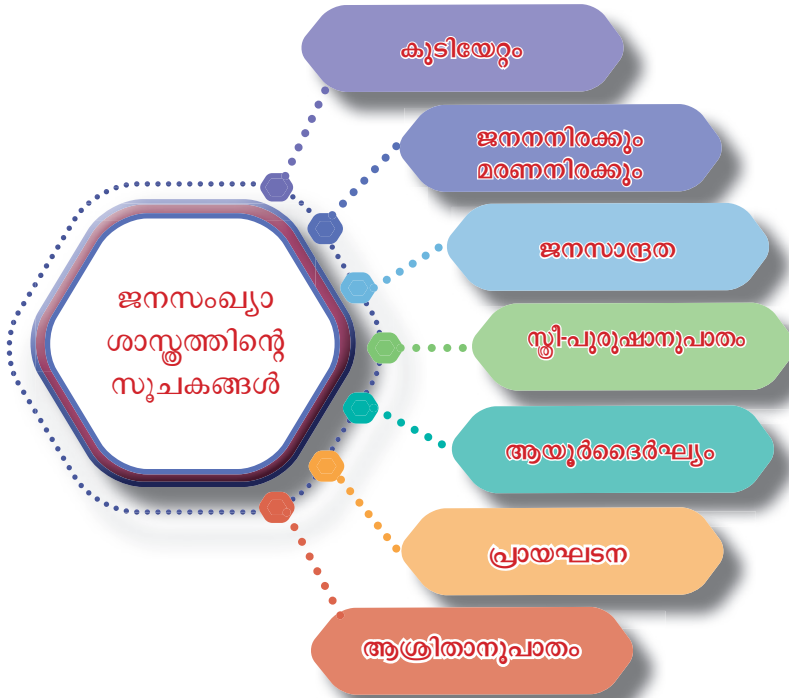 കുടിയേറ്റം
ജനനനിരക്കും
മരണനിരക്കും
ജനസാന്ദ്രത
ജനസംഖ്യാ
ശാസ്ത്രത്തിന്റെ
സൂചകങ്ങൾ
സ്ത്രീ-പുരുഷാനുപാതം
ആയുർദൈർഘ്യം
പ്രായഘടന
ആശ്രിതാനുപാതം